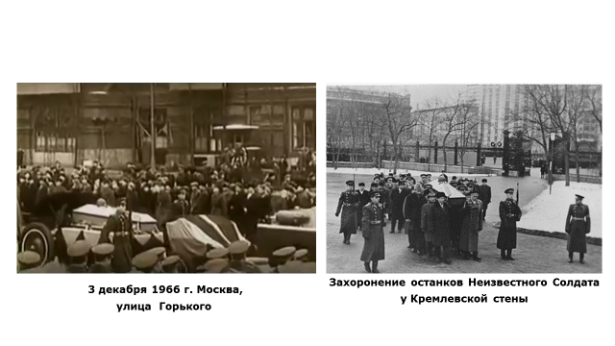 3 декабря 1966 г. Москва,
улица Горького
Захоронение останков Неизвестного Солдата
у Кремлевской стены